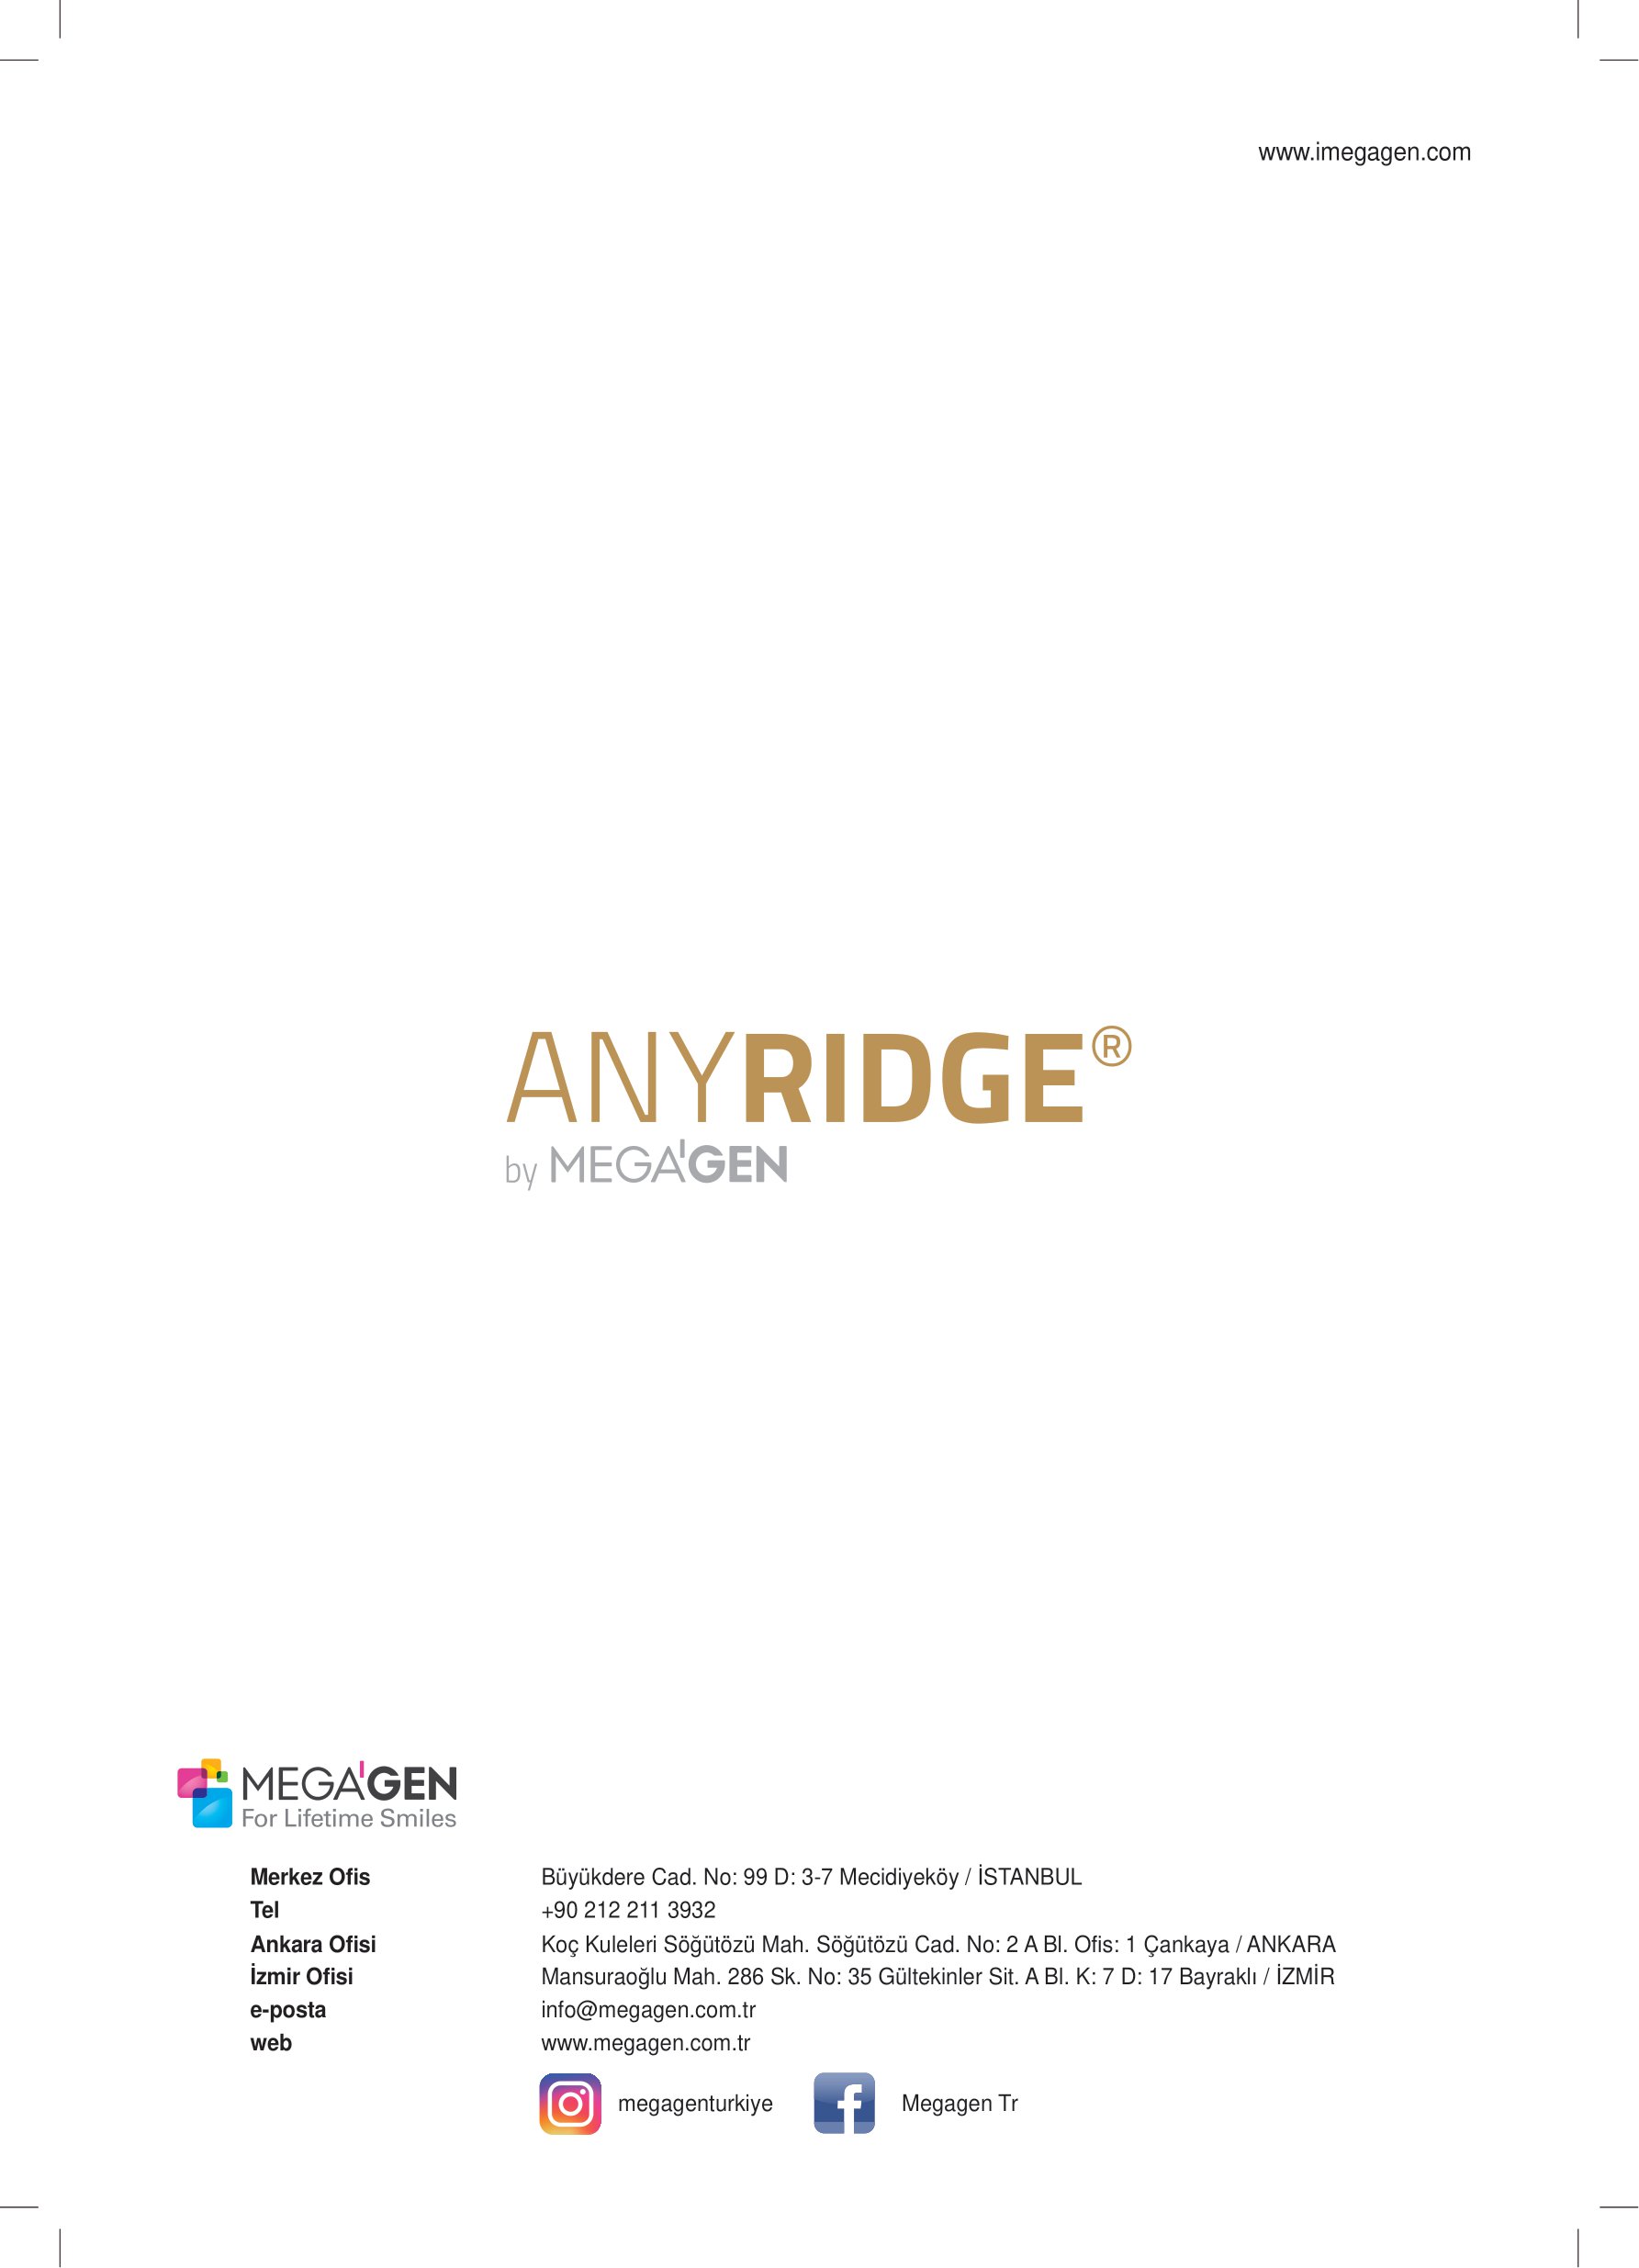 www.imegagen.com
ANYRIDGE®
by MEGA'GEN
MEGA'GEN
For Lifetime Smiles
Merkez Ofis Büyükdere Cad. No: 99 D: 3-7 Mecidiyeköy / İSTANBUL
Tel +90 212 211 3932
Ankara Ofisi Koç Kuleleri Söğütözü Mah. Söğütözü Cad. No: 2 A Bl. Ofis: 1 Çankaya / ANKARA
İzmir Ofisi Mansuraoğlu Mah. 286 Sk. No: 35 Gültekinler Sit. A Bl. K: 7 D: 17 Bayraklı / İZMİR
e-posta info@megagen.com.tr
web www.megagen.com.tr
megagenturkiye Megagen Tr